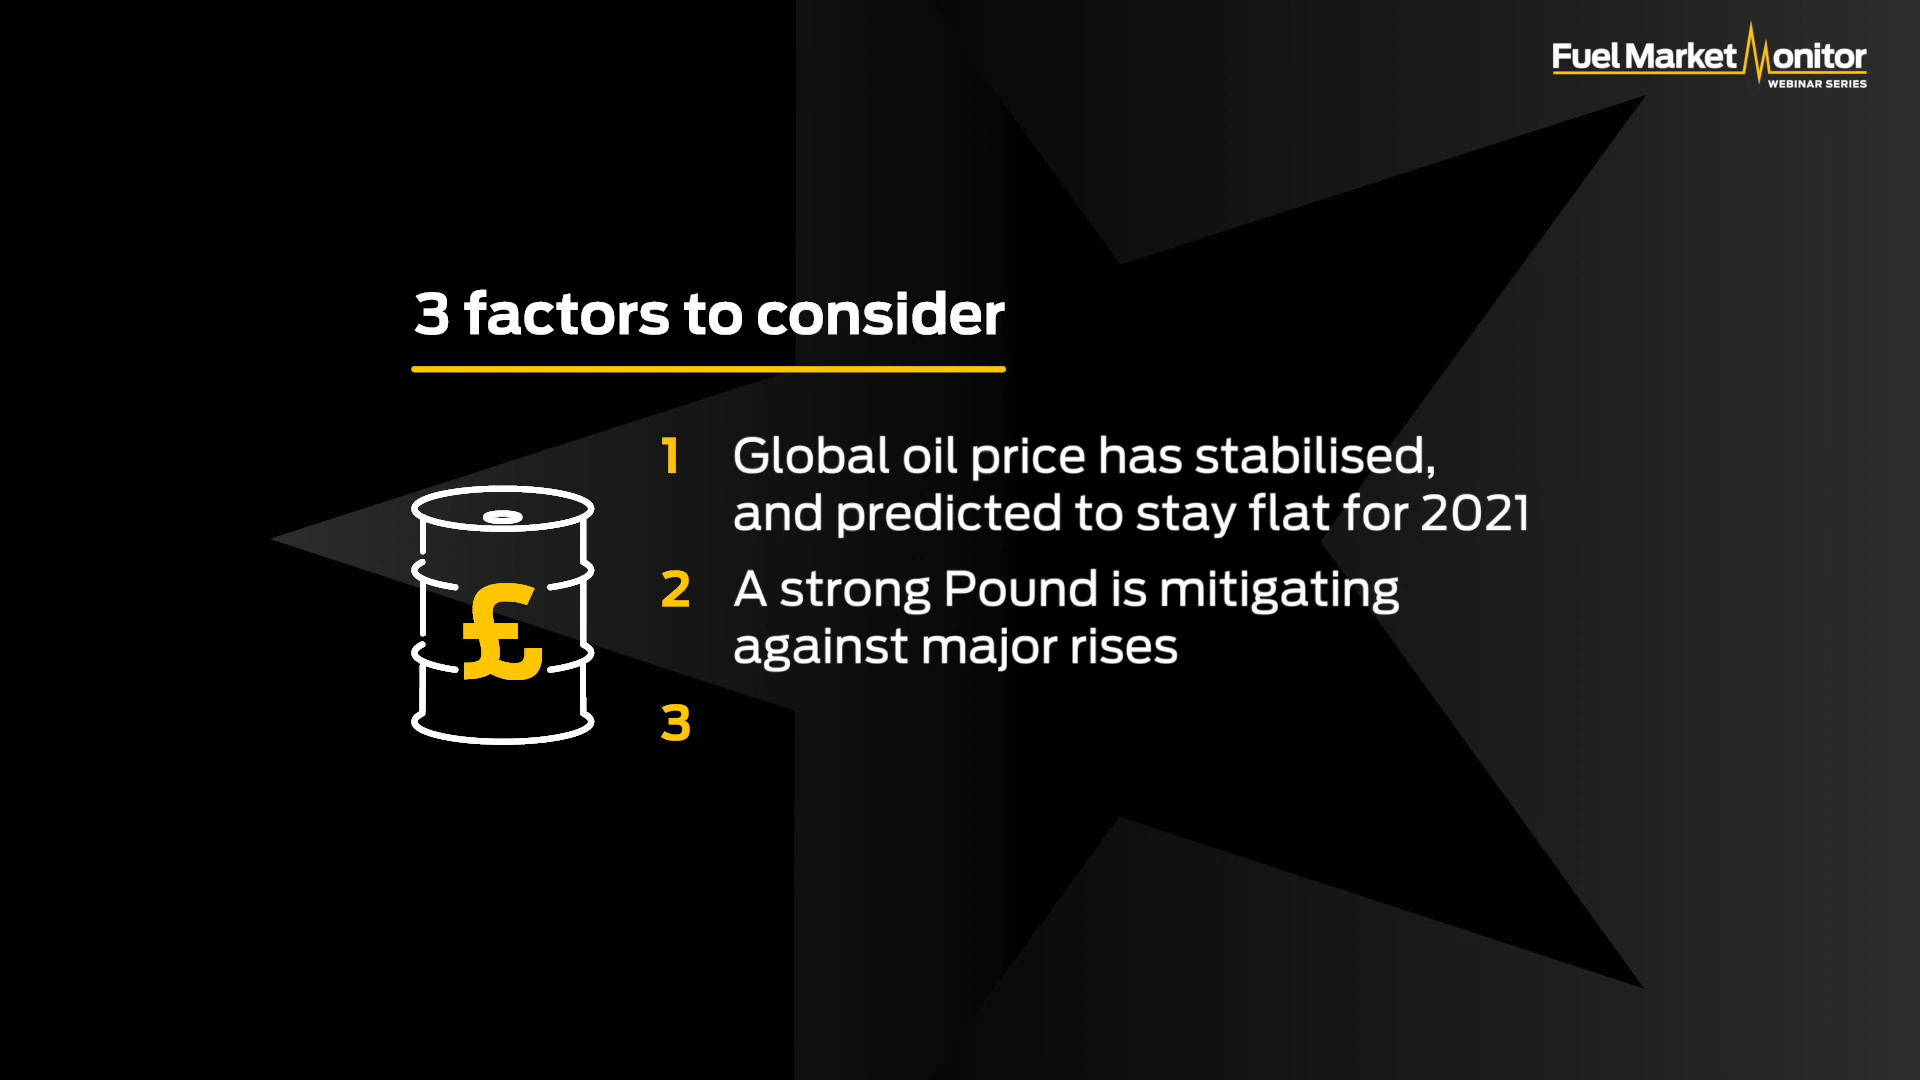 Fuel Market Monitor
WEBINAR SERIES
3 factors to consider
1 Global oil price has stabilised,
and predicted to stay flat for 2021
2 A strong Pound is mitigating
against major rises
3
£